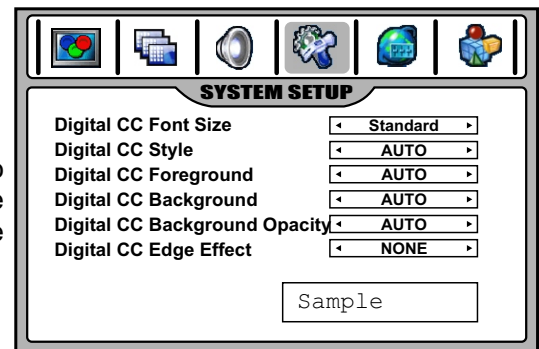 SYSTEM SETUP
Digital CC Font Size Standard
Digital CC Style AUTO
Digital CC Foreground AUTO
Digital CC Background AUTO
Digital CC Background Opacity AUTO
Digital CC Edge Effect NONE
Sample